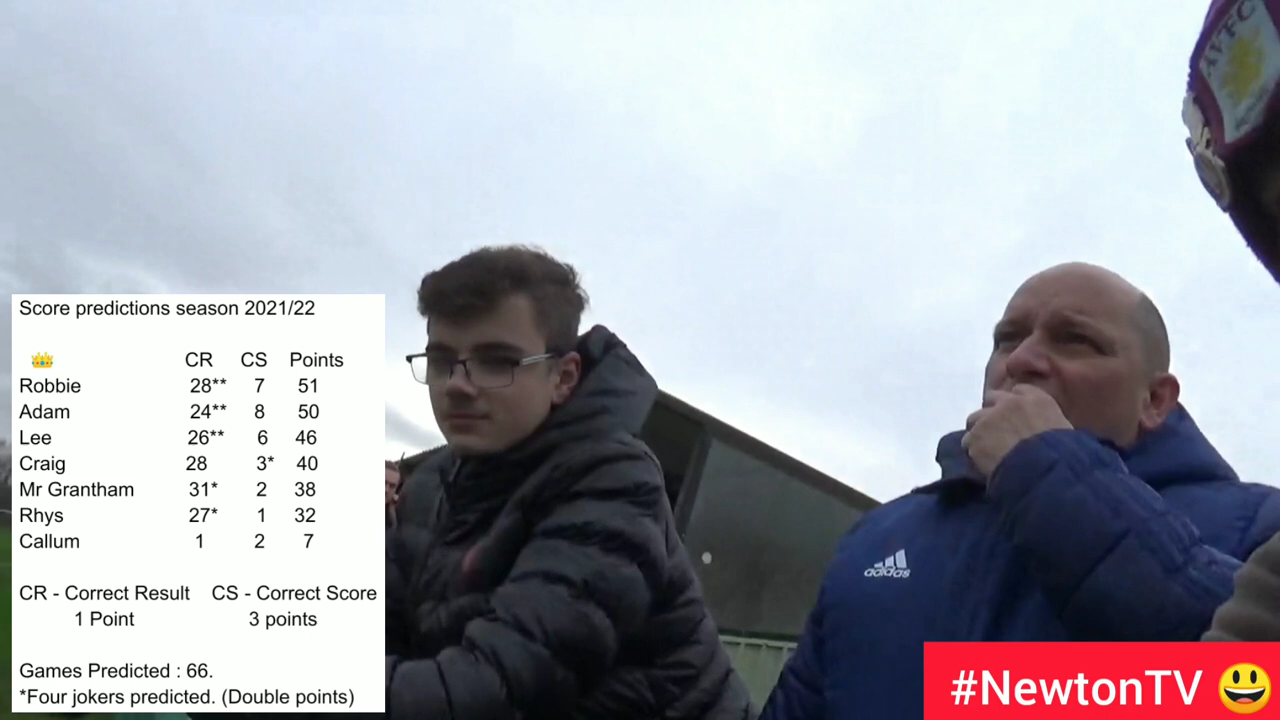 Score predictions season 2021/22
CR CS Points
Robbie 28** 7 51
Adam 24** 8 50
Lee 26** 6 46
Craig 28 3* 40
Mr Grantham 31* 2 38
Rhys 27* 1 32
Callum 1 2 7
CR - Correct Result CS - Correct Score
1 Point 3 points
Games Predicted : 66.
*Four jokers predicted. (Double points)
AVFC
adidas
#NewtonTV